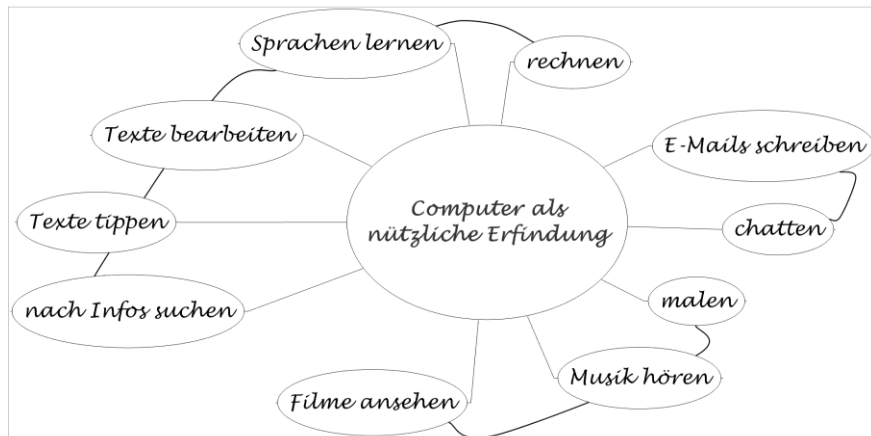 Sprachen lernen
rechnen
Texte bearbeiten
E-Mails schreiben
Computer als
nützliche Erfindung
Texte tippen
chatten
nach Infos suchen
malen
Musik hören
Filme ansehen